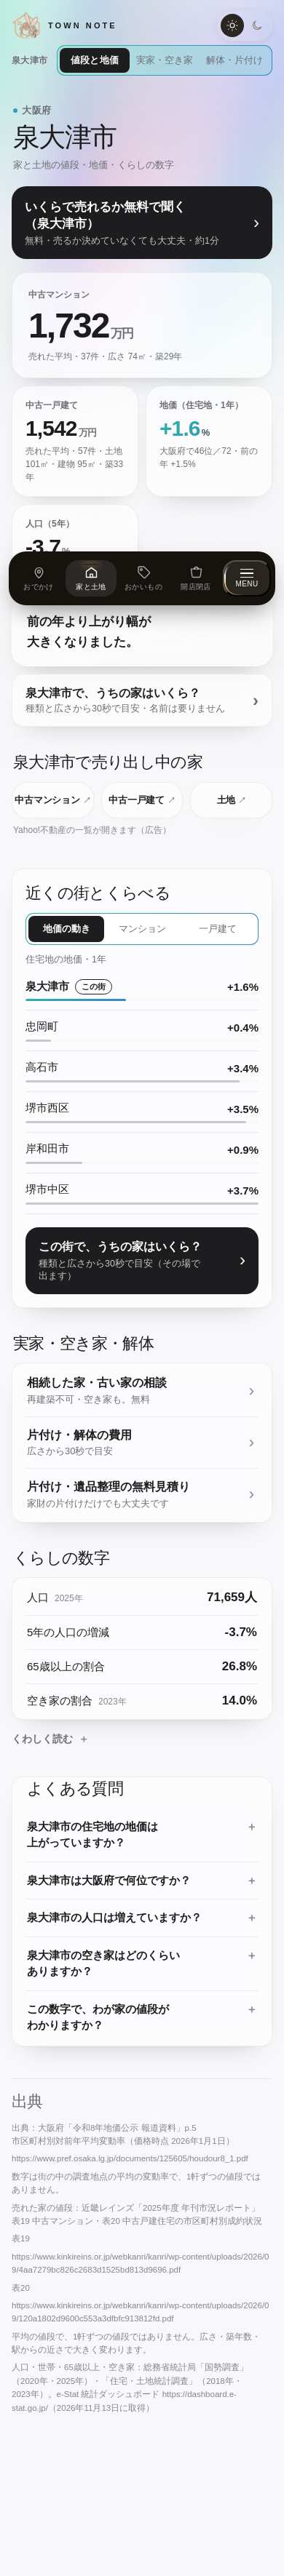 TOWN NOTE
泉大津市
値段と地価
実家・空き家
解体・片付け
大阪府
泉大津市
家と土地の値段・地価・くらしの数字
いくらで売れるか無料で聞く
（泉大津市）
無料・売るか決めていなくても大丈夫・約1分
›
中古マンション
1,732万円
売れた平均・37件・広さ 74㎡・築29年
中古一戸建て
1,542万円
売れた平均・57件・土地
101㎡・建物 95㎡・築33
年
地価（住宅地・1年）
+1.6%
大阪府で46位／72・前の
年 +1.5%
人口（5年）
-3.7%
おでかけ
家と土地
おかいもの
開店閉店
MENU
前の年より上がり幅が
大きくなりました。
泉大津市で、うちの家はいくら？
種類と広さから30秒で目安・名前は要りません
›
泉大津市で売り出し中の家
中古マンション ↗
中古一戸建て ↗
土地 ↗
Yahoo!不動産の一覧が開きます（広告）
近くの街とくらべる
地価の動き
マンション
一戸建て
住宅地の地価・1年
泉大津市 この街 +1.6%
忠岡町 +0.4%
高石市 +3.4%
堺市西区 +3.5%
岸和田市 +0.9%
堺市中区 +3.7%
この街で、うちの家はいくら？
種類と広さから30秒で目安（その場で
出ます）
›
実家・空き家・解体
相続した家・古い家の相談
再建築不可・空き家も。無料
›
片付け・解体の費用
広さから30秒で目安
›
片付け・遺品整理の無料見積り
家財の片付けだけでも大丈夫です
›
くらしの数字
人口 2025年 71,659人
5年の人口の増減 -3.7%
65歳以上の割合 26.8%
空き家の割合 2023年 14.0%
くわしく読む +
よくある質問
泉大津市の住宅地の地価は
上がっていますか？ +
泉大津市は大阪府で何位ですか？ +
泉大津市の人口は増えていますか？ +
泉大津市の空き家はどのくらい
ありますか？ +
この数字で、わが家の値段が
わかりますか？ +
出典
出典：大阪府「令和8年地価公示 報道資料」p.5
市区町村別対前年平均変動率（価格時点 2026年1月1日）
https://www.pref.osaka.lg.jp/documents/125605/houdour8_1.pdf
数字は街の中の調査地点の平均の変動率で、1軒ずつの値段では
ありません。
売れた家の値段：近畿レインズ「2025年度 年刊市況レポート」
表19 中古マンション・表20 中古戸建住宅の市区町村別成約状況
表19
https://www.kinkireins.or.jp/webkanri/kanri/wp-content/uploads/2026/0
9/4aa7279bc826c2683d1525bd813d9696.pdf
表20
https://www.kinkireins.or.jp/webkanri/kanri/wp-content/uploads/2026/0
9/120a1802d9600c553a3dfbfc913812fd.pdf
平均の値段で、1軒ずつの値段ではありません。広さ・築年数・
駅からの近さで大きく変わります。
人口・世帯・65歳以上・空き家：総務省統計局「国勢調査」
（2020年・2025年）・「住宅・土地統計調査」（2018年・
2023年）。e-Stat 統計ダッシュボード https://dashboard.e-
stat.go.jp/（2026年11月13日に取得）